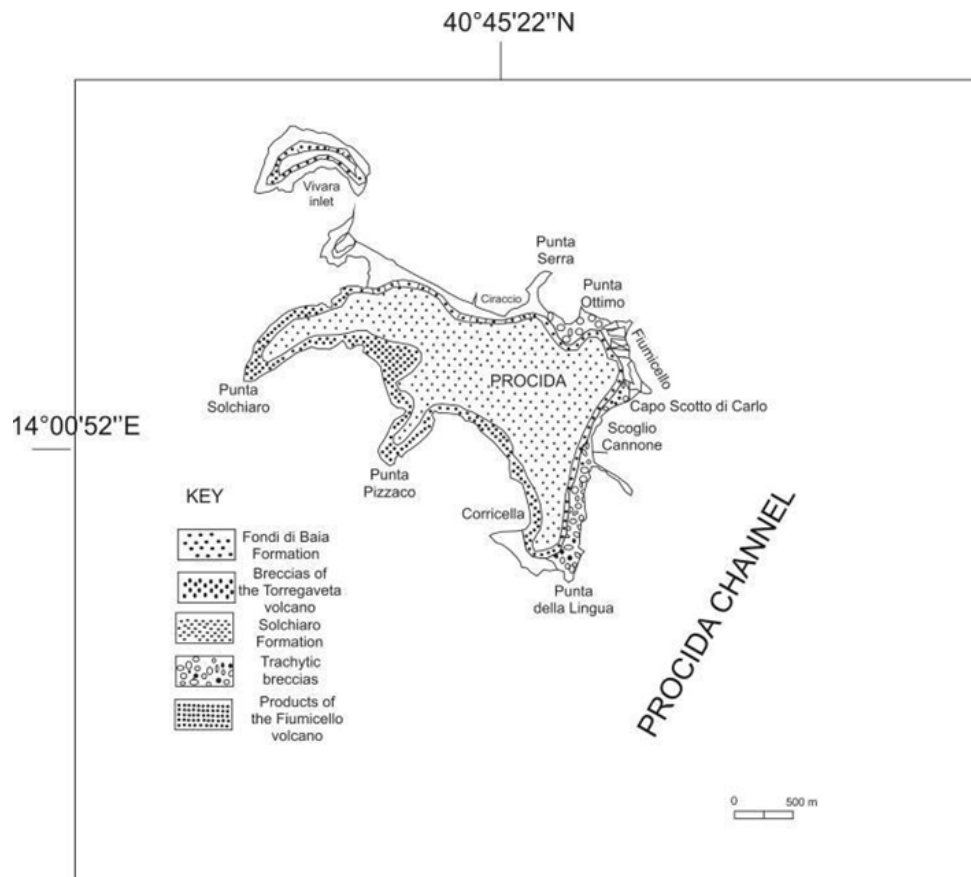 40°45'22"N
Vivara
inlet
Punta
Serra
Punta
Ottimo
Ciraccio
Fiumicello
PROCIDA
Punta
Solchiaro
Capo Scotto di Carlo
14°00'52"E
Scoglio
Cannone
Punta
Pizzaco
KEY
Corricella
Fondi di Baia
Formation
Breccias of
the Torregaveta
volcano
Punta
della Lingua
Solchiaro
Formation
Trachytic
breccias
Products of
the Fiumicello
volcano
PROCIDA CHANNEL
0 500 m